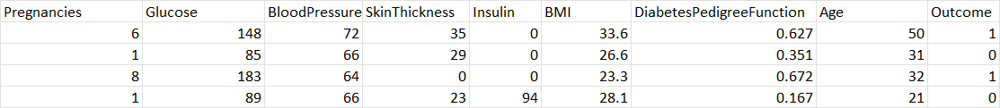 Pregnancies Glucose BloodPressure SkinThickness Insulin BMI DiabetesPedigreeFunction Age Outcome
6 148 72 35 0 33.6 0.627 50 1
1 85 66 29 0 26.6 0.351 31 0
8 183 64 0 0 23.3 0.672 32 1
1 89 66 23 94 28.1 0.167 21 0